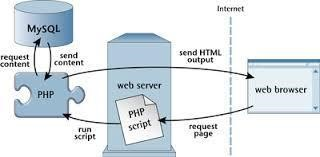 MySQL
Internet
request
content
send
content
send HTML
output
PHP
web server
web browser
PHP
script
run
script
request
page